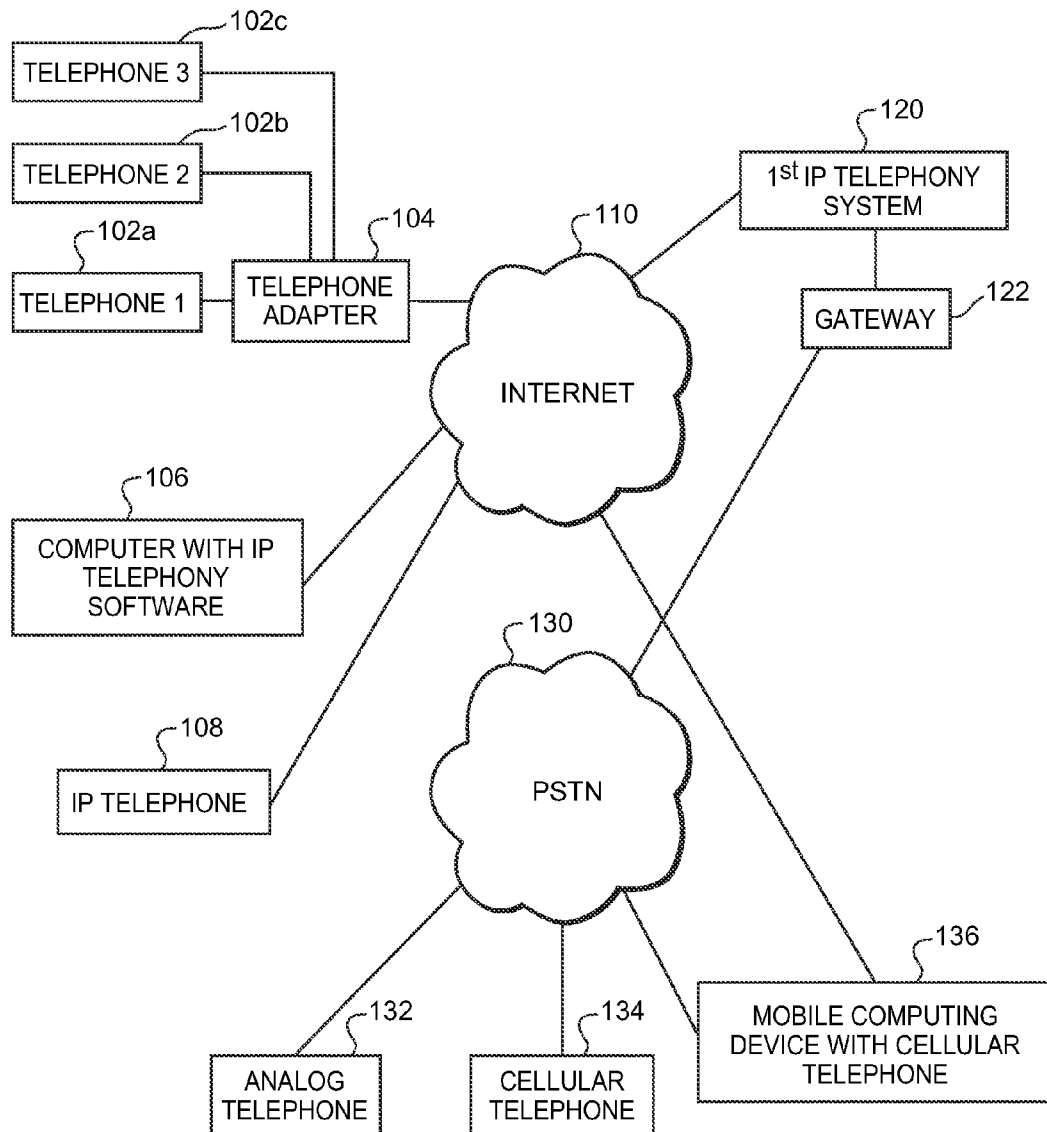 102c
TELEPHONE 3
102b
TELEPHONE 2
102a
TELEPHONE 1
104
TELEPHONE
ADAPTER
110
INTERNET
120
1st IP TELEPHONY
SYSTEM
GATEWAY
122
106
COMPUTER WITH IP
TELEPHONY
SOFTWARE
108
IP TELEPHONE
130
PSTN
132
ANALOG
TELEPHONE
134
CELLULAR
TELEPHONE
136
MOBILE COMPUTING
DEVICE WITH CELLULAR
TELEPHONE